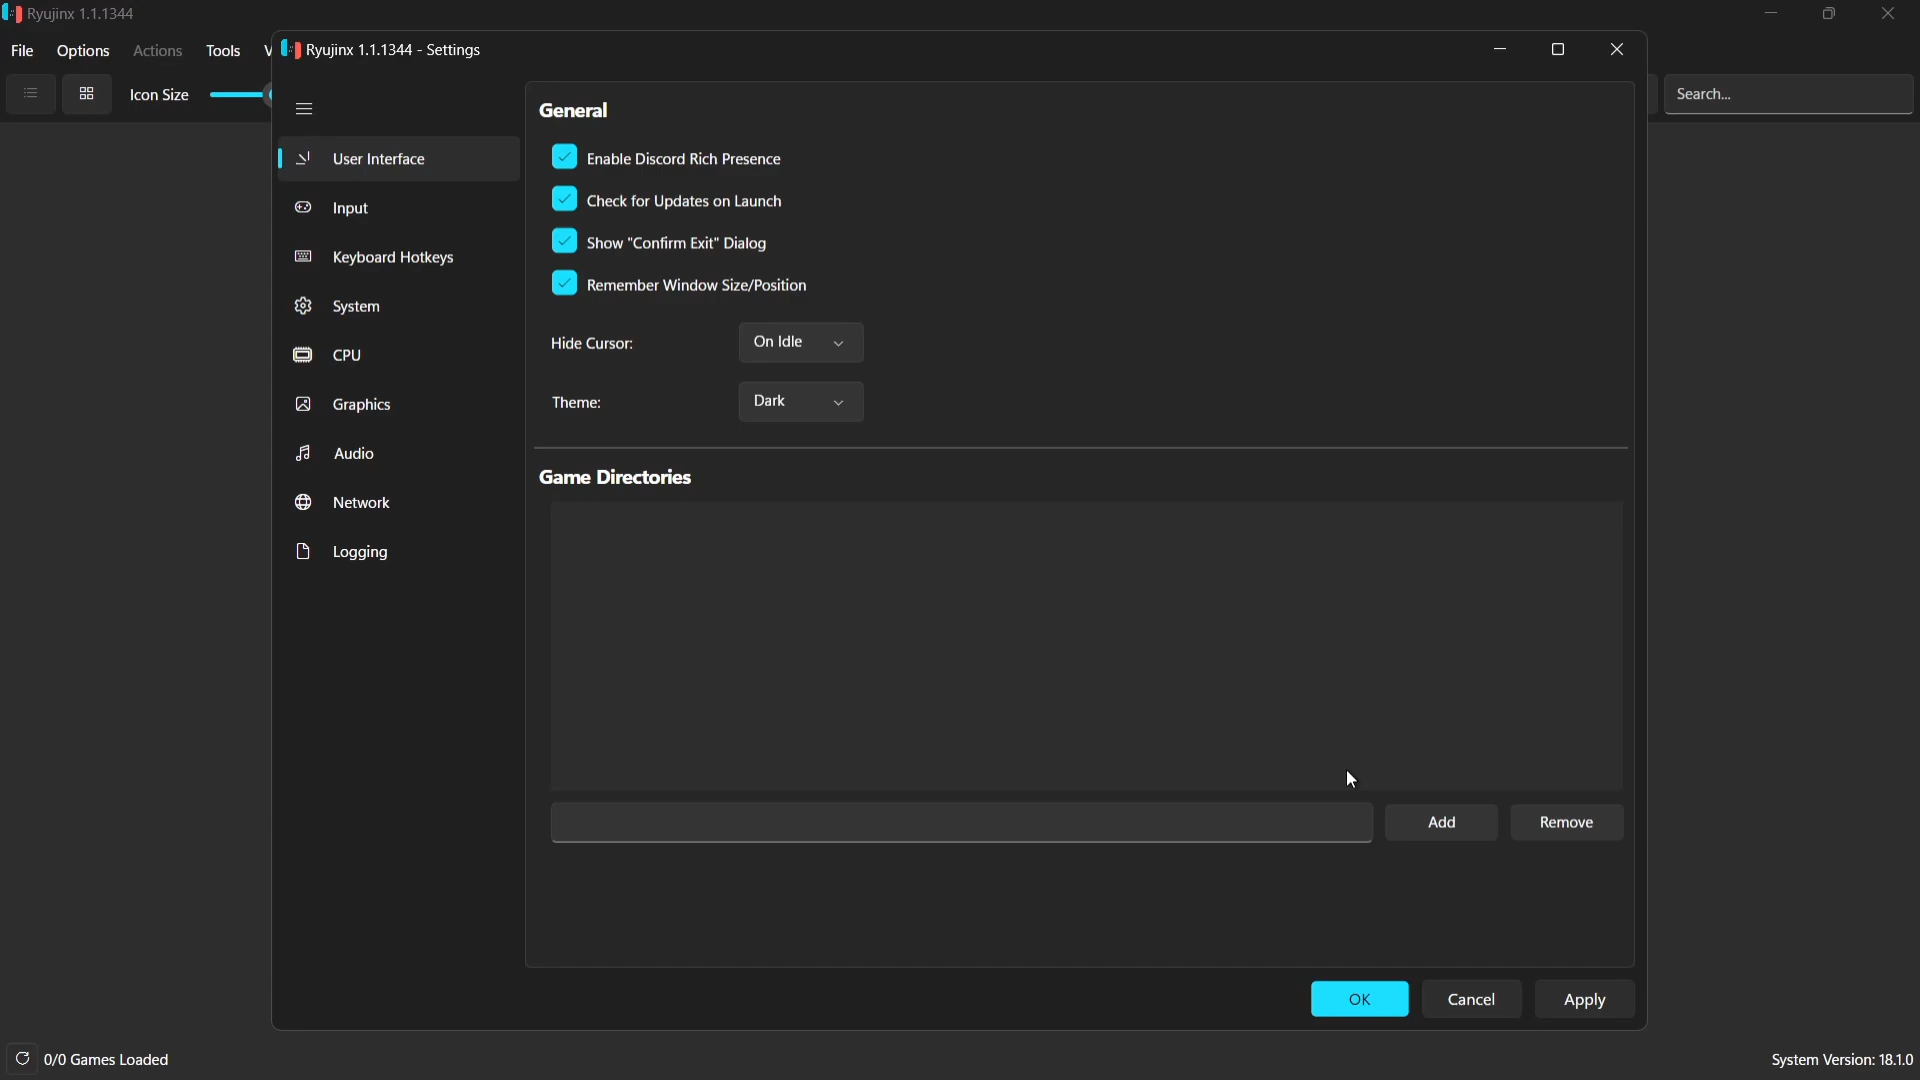 Ryujinx 1.1.1344
File Options Actions Tools
Ryujinx 1.1.1344 - Settings
Icon Size
Search...
User Interface
Input
Keyboard Hotkeys
System
CPU
Graphics
Audio
Network
Logging
General
Enable Discord Rich Presence
Check for Updates on Launch
Show "Confirm Exit" Dialog
Remember Window Size/Position
Hide Cursor: On Idle
Theme: Dark
Game Directories
Add Remove
OK Cancel Apply
0/0 Games Loaded
System Version: 18.1.0